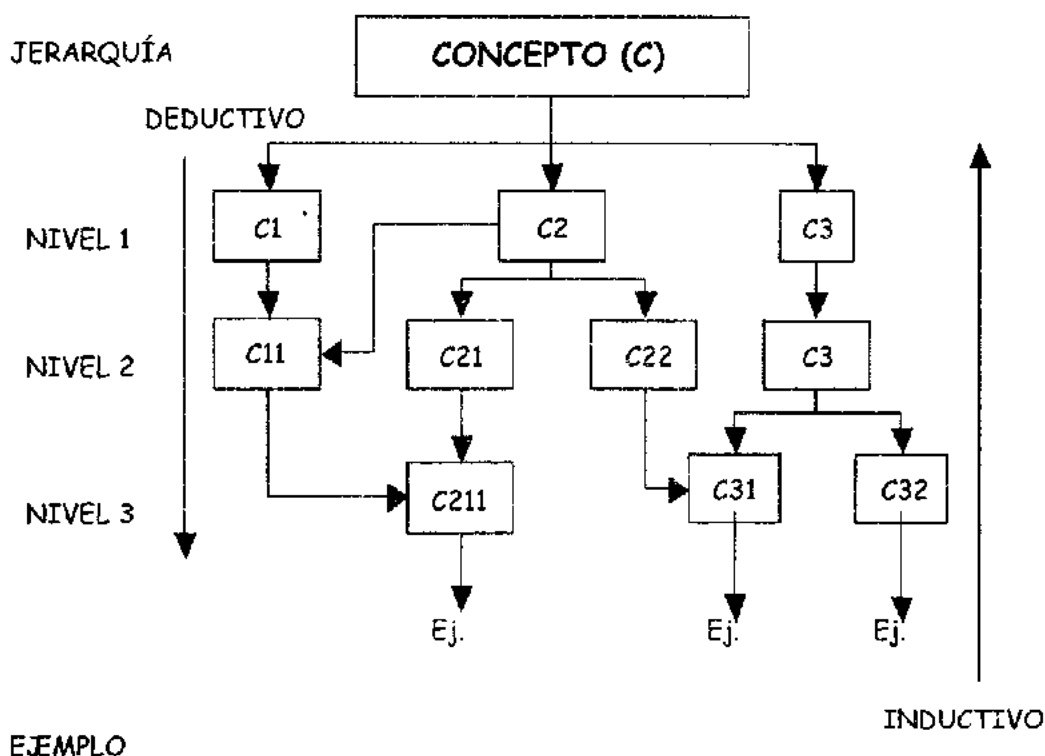 JERARQUÍA
CONCEPTO (C)
DEDUCTIVO
NIVEL 1
C1
C2
C3
NIVEL 2
C11
C21
C22
C3
NIVEL 3
C211
C31
C32
Ej.
Ej.
Ej.
INDUCTIVO
EJEMPLO